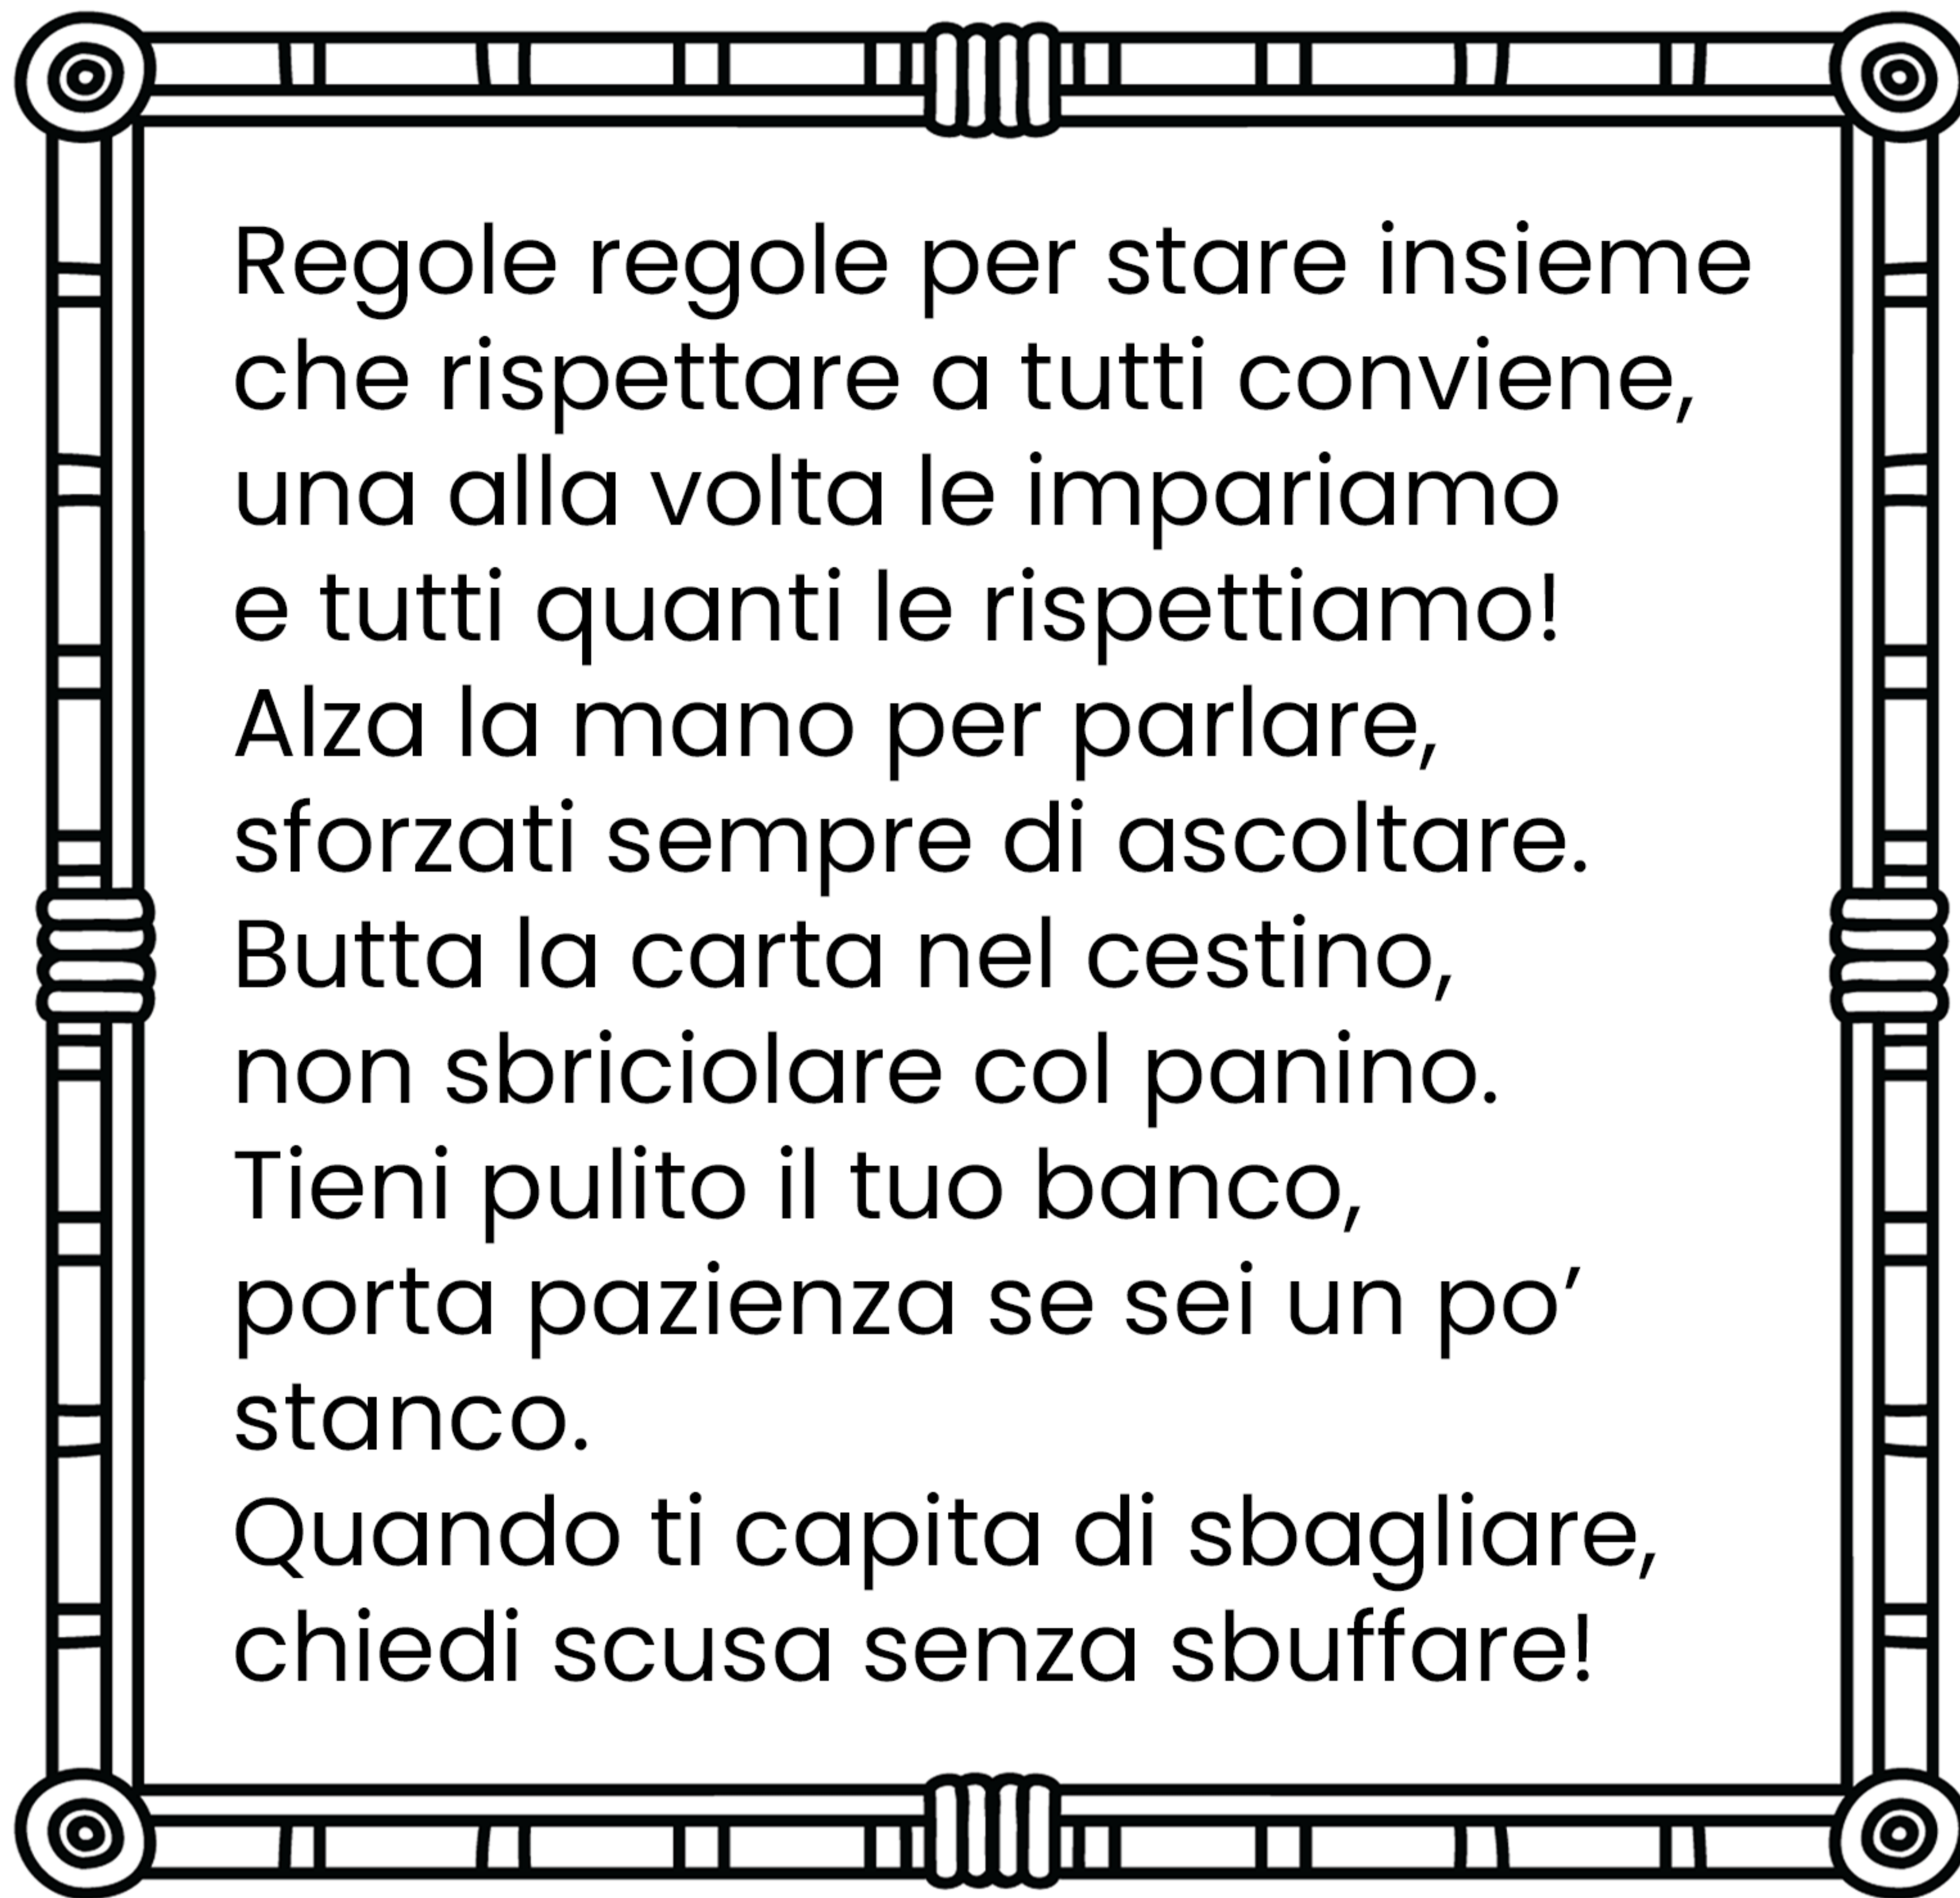 Regole regole per stare insieme
che rispettare a tutti conviene,
una alla volta le impariamo
e tutti quanti le rispettiamo!
Alza la mano per parlare,
sforzati sempre di ascoltare.
Butta la carta nel cestino,
non sbriciolare col panino.
Tieni pulito il tuo banco,
porta pazienza se sei un po’
stanco.
Quando ti capita di sbagliare,
chiedi scusa senza sbuffare!